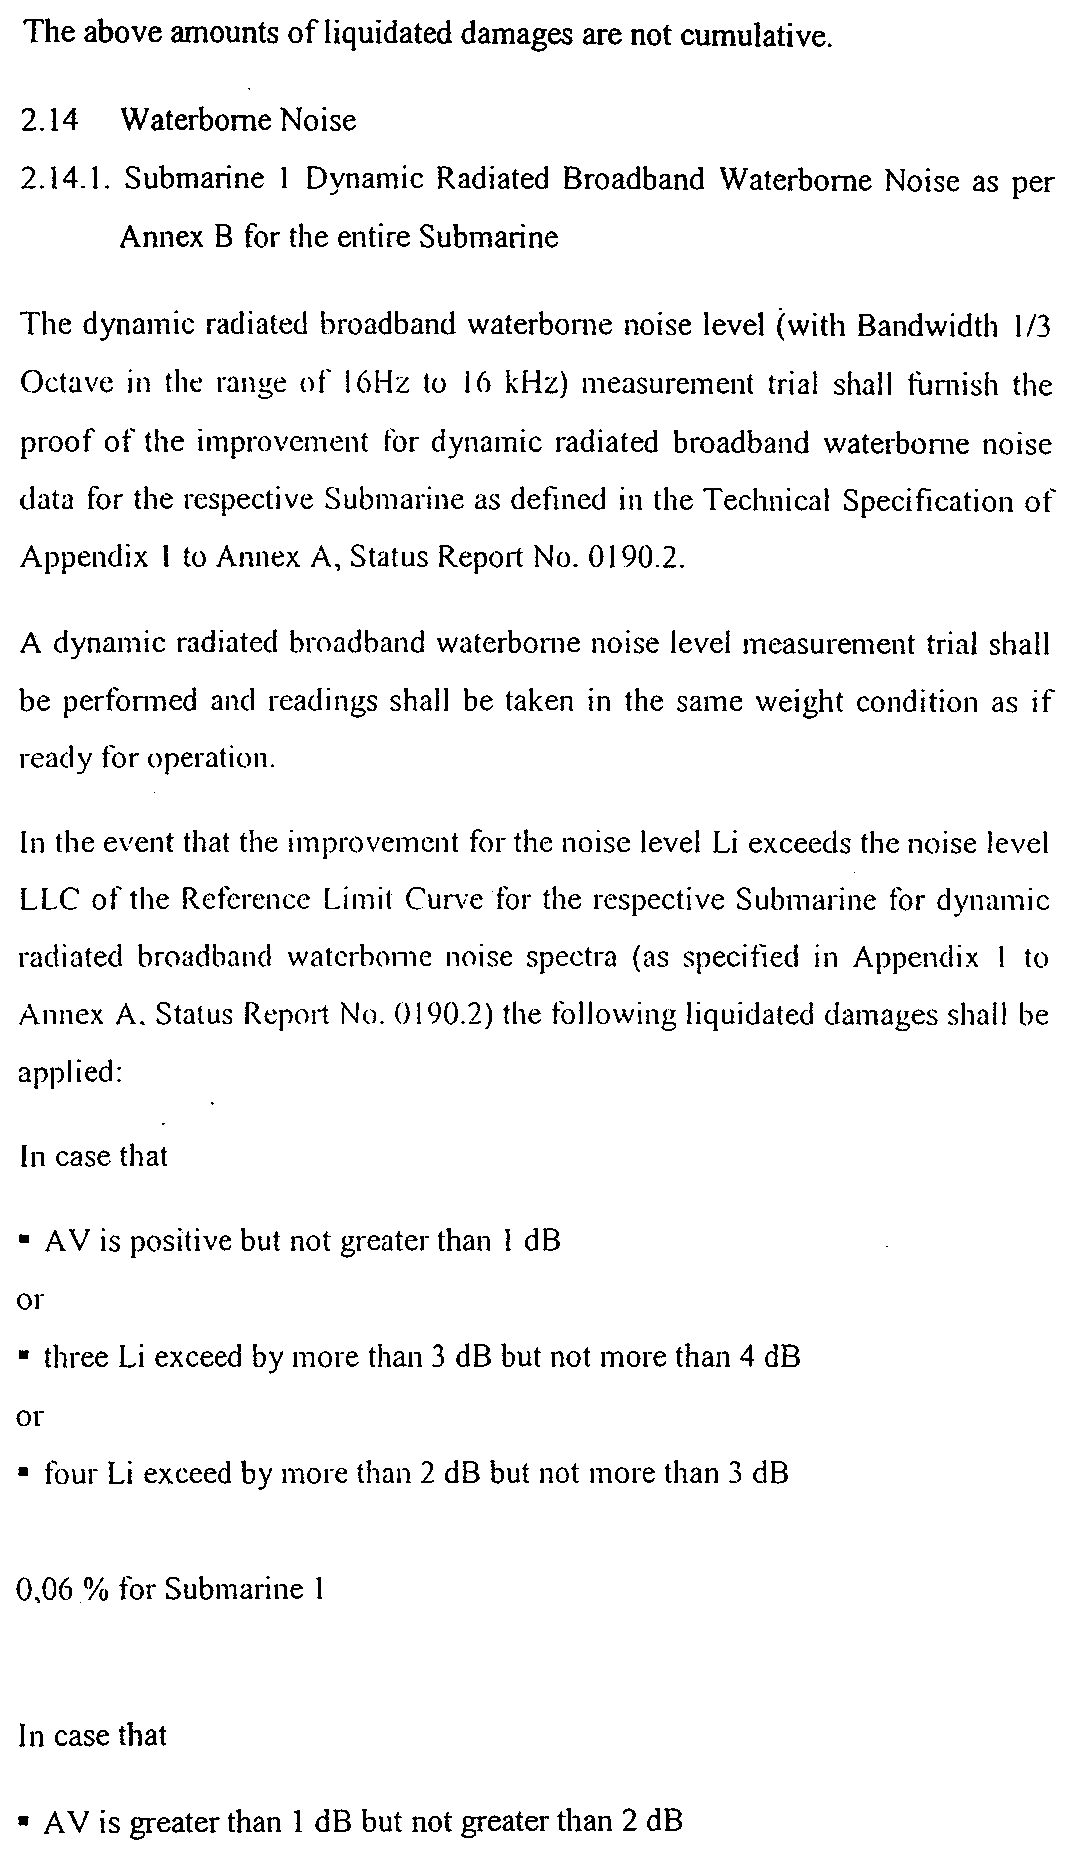 The above amounts of liquidated damages are not cumulative.
2.14 Waterborne Noise
2.14.1. Submarine 1 Dynamic Radiated Broadband Waterborne Noise as per
Annex B for the entire Submarine
The dynamic radiated broadband waterborne noise level (with Bandwidth 1/3
Octave in the range of 16Hz to 16 kHz) measurement trial shall furnish the
proof of the improvement for dynamic radiated broadband waterborne noise
data for the respective Submarine as defined in the Technical Specification of
Appendix 1 to Annex A, Status Report No. 0190.2.
A dynamic radiated broadband waterborne noise level measurement trial shall
be performed and readings shall be taken in the same weight condition as if
ready for operation.
In the event that the improvement for the noise level Li exceeds the noise level
LLC of the Reference Limit Curve for the respective Submarine for dynamic
radiated broadband waterborne noise spectra (as specified in Appendix 1 to
Annex A. Status Report No. 0190.2) the following liquidated damages shall be
applied:
In case that
▪ AV is positive but not greater than 1 dB
or
▪ three Li exceed by more than 3 dB but not more than 4 dB
or
▪ four Li exceed by more than 2 dB but not more than 3 dB
0,06 % for Submarine 1
In case that
▪ AV is greater than 1 dB but not greater than 2 dB